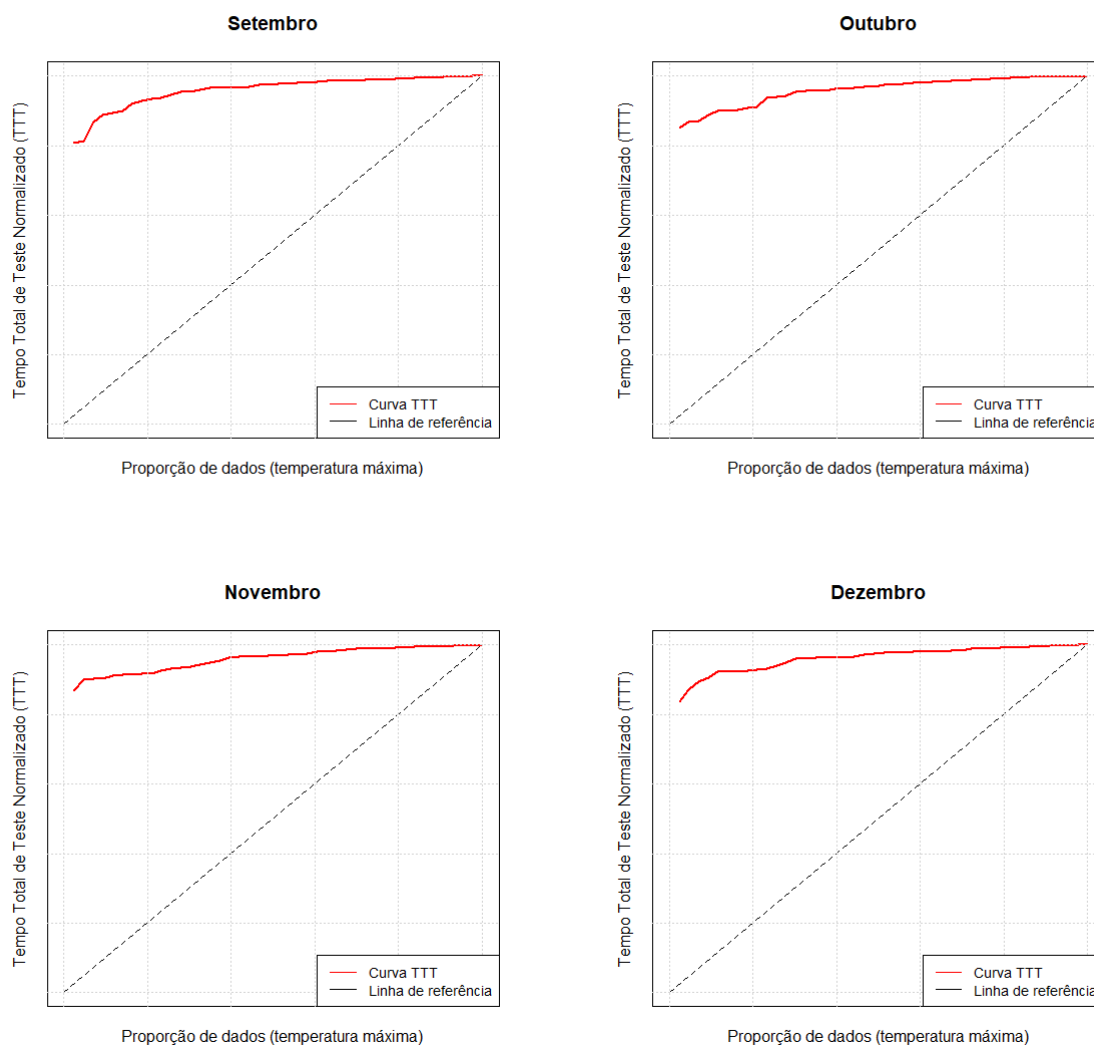 Setembro
Tempo Total de Teste Normalizado (TTT)
Curva TTT
Linha de referência
Proporção de dados (temperatura máxima)
Outubro
Tempo Total de Teste Normalizado (TTT)
Curva TTT
Linha de referência
Proporção de dados (temperatura máxima)
Novembro
Tempo Total de Teste Normalizado (TTT)
Curva TTT
Linha de referência
Proporção de dados (temperatura máxima)
Dezembro
Tempo Total de Teste Normalizado (TTT)
Curva TTT
Linha de referência
Proporção de dados (temperatura máxima)